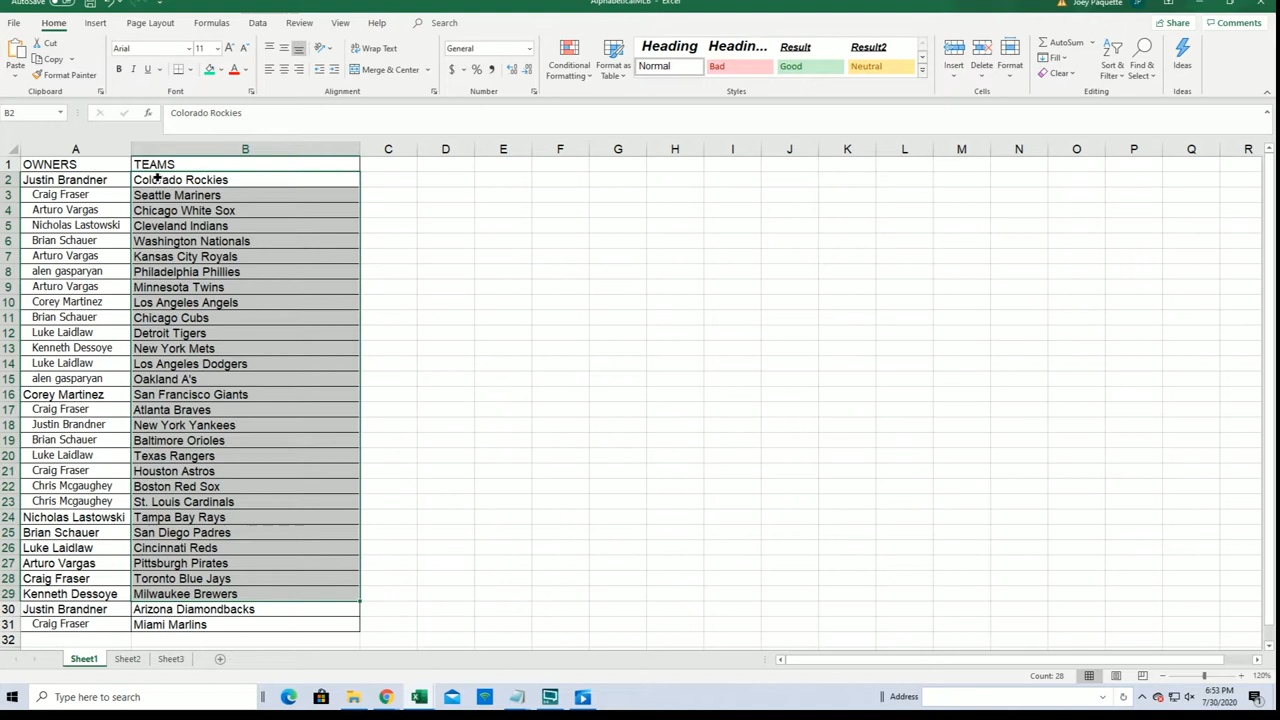 AutoSave Off AlphabeticalMLB - Excel Joey Paquette JP
File Home Insert Page Layout Formulas Data Review View Help Search Share Comments
Cut Arial 11 Wrap Text General Heading Headin... Result Result2 AutoSum
Copy Fill
Paste Format Painter Merge & Center Conditional Formatting Format as Table Normal Bad Good Neutral Insert Delete Format Clear Sort & Filter Find & Select Ideas
Clipboard Font Alignment Number Styles Cells Editing Ideas
B2 fx Colorado Rockies
A B C D E F G H I J K L M N O P Q R
1 OWNERS TEAMS
2 Justin Brandner Colorado Rockies
3 Craig Fraser Seattle Mariners
4 Arturo Vargas Chicago White Sox
5 Nicholas Lastowski Cleveland Indians
6 Brian Schauer Washington Nationals
7 Arturo Vargas Kansas City Royals
8 alen gasparyan Philadelphia Phillies
9 Arturo Vargas Minnesota Twins
10 Corey Martinez Los Angeles Angels
11 Brian Schauer Chicago Cubs
12 Luke Laidlaw Detroit Tigers
13 Kenneth Dessoye New York Mets
14 Luke Laidlaw Los Angeles Dodgers
15 alen gasparyan Oakland A's
16 Corey Martinez San Francisco Giants
17 Craig Fraser Atlanta Braves
18 Justin Brandner New York Yankees
19 Brian Schauer Baltimore Orioles
20 Luke Laidlaw Texas Rangers
21 Craig Fraser Houston Astros
22 Chris Mcgaughey Boston Red Sox
23 Chris Mcgaughey St. Louis Cardinals
24 Nicholas Lastowski Tampa Bay Rays
25 Brian Schauer San Diego Padres
26 Luke Laidlaw Cincinnati Reds
27 Arturo Vargas Pittsburgh Pirates
28 Craig Fraser Toronto Blue Jays
29 Kenneth Dessoye Milwaukee Brewers
30 Justin Brandner Arizona Diamondbacks
31 Craig Fraser Miami Marlins
32
Sheet1 Sheet2 Sheet3
Count: 28 120%
Type here to search Address 6:53 PM
7/30/2020